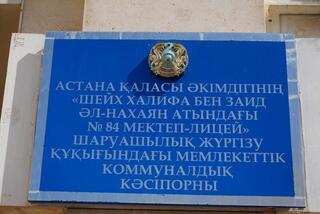 АСТАНА ҚАЛАСЫ ӘКІМДІГІНІҢ
«ШЕЙХ ХАЛИФА БЕН ЗАИД
ӘЛ-НАХАЯН АТЫНДАҒЫ
№ 84 МЕКТЕП-ЛИЦЕЙ»
ШАРУАШЫЛЫҚ ЖҮРГІЗУ
ҚҰҚЫҒЫНДАҒЫ МЕМЛЕКЕТТІК
КОММУНАЛДЫҚ
КӘСІПОРНЫ